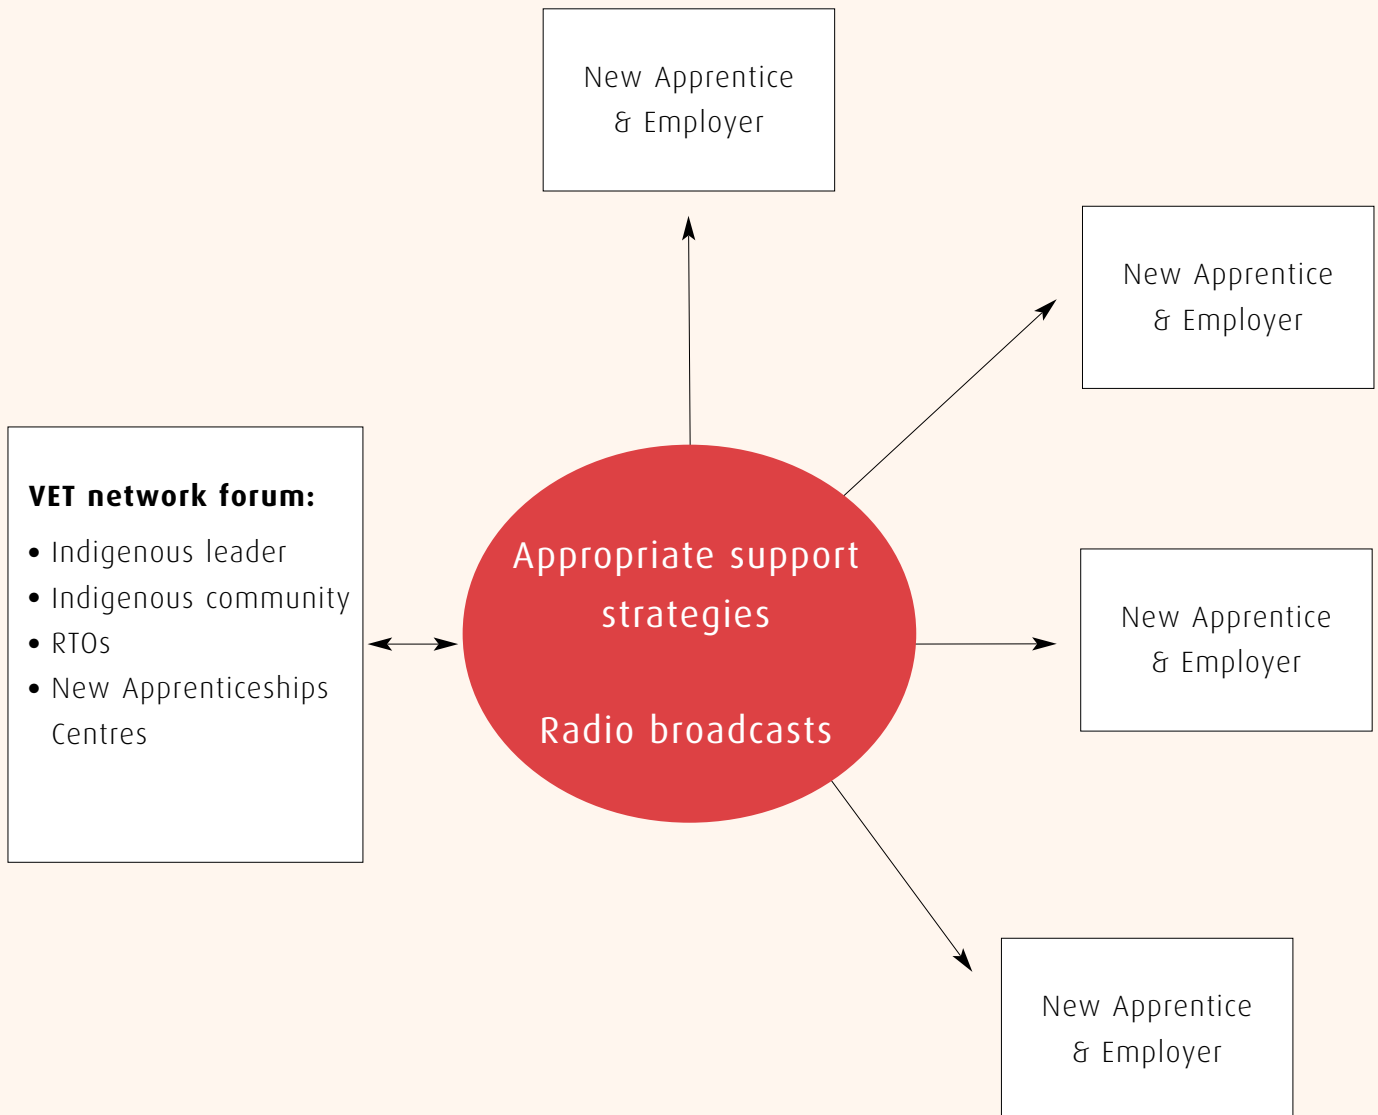 New Apprentice
& Employer
New Apprentice
& Employer
VET network forum:
• Indigenous leader
• Indigenous community
• RTOs
• New Apprenticeships
Centres
Appropriate support
strategies
Radio broadcasts
New Apprentice
& Employer
New Apprentice
& Employer